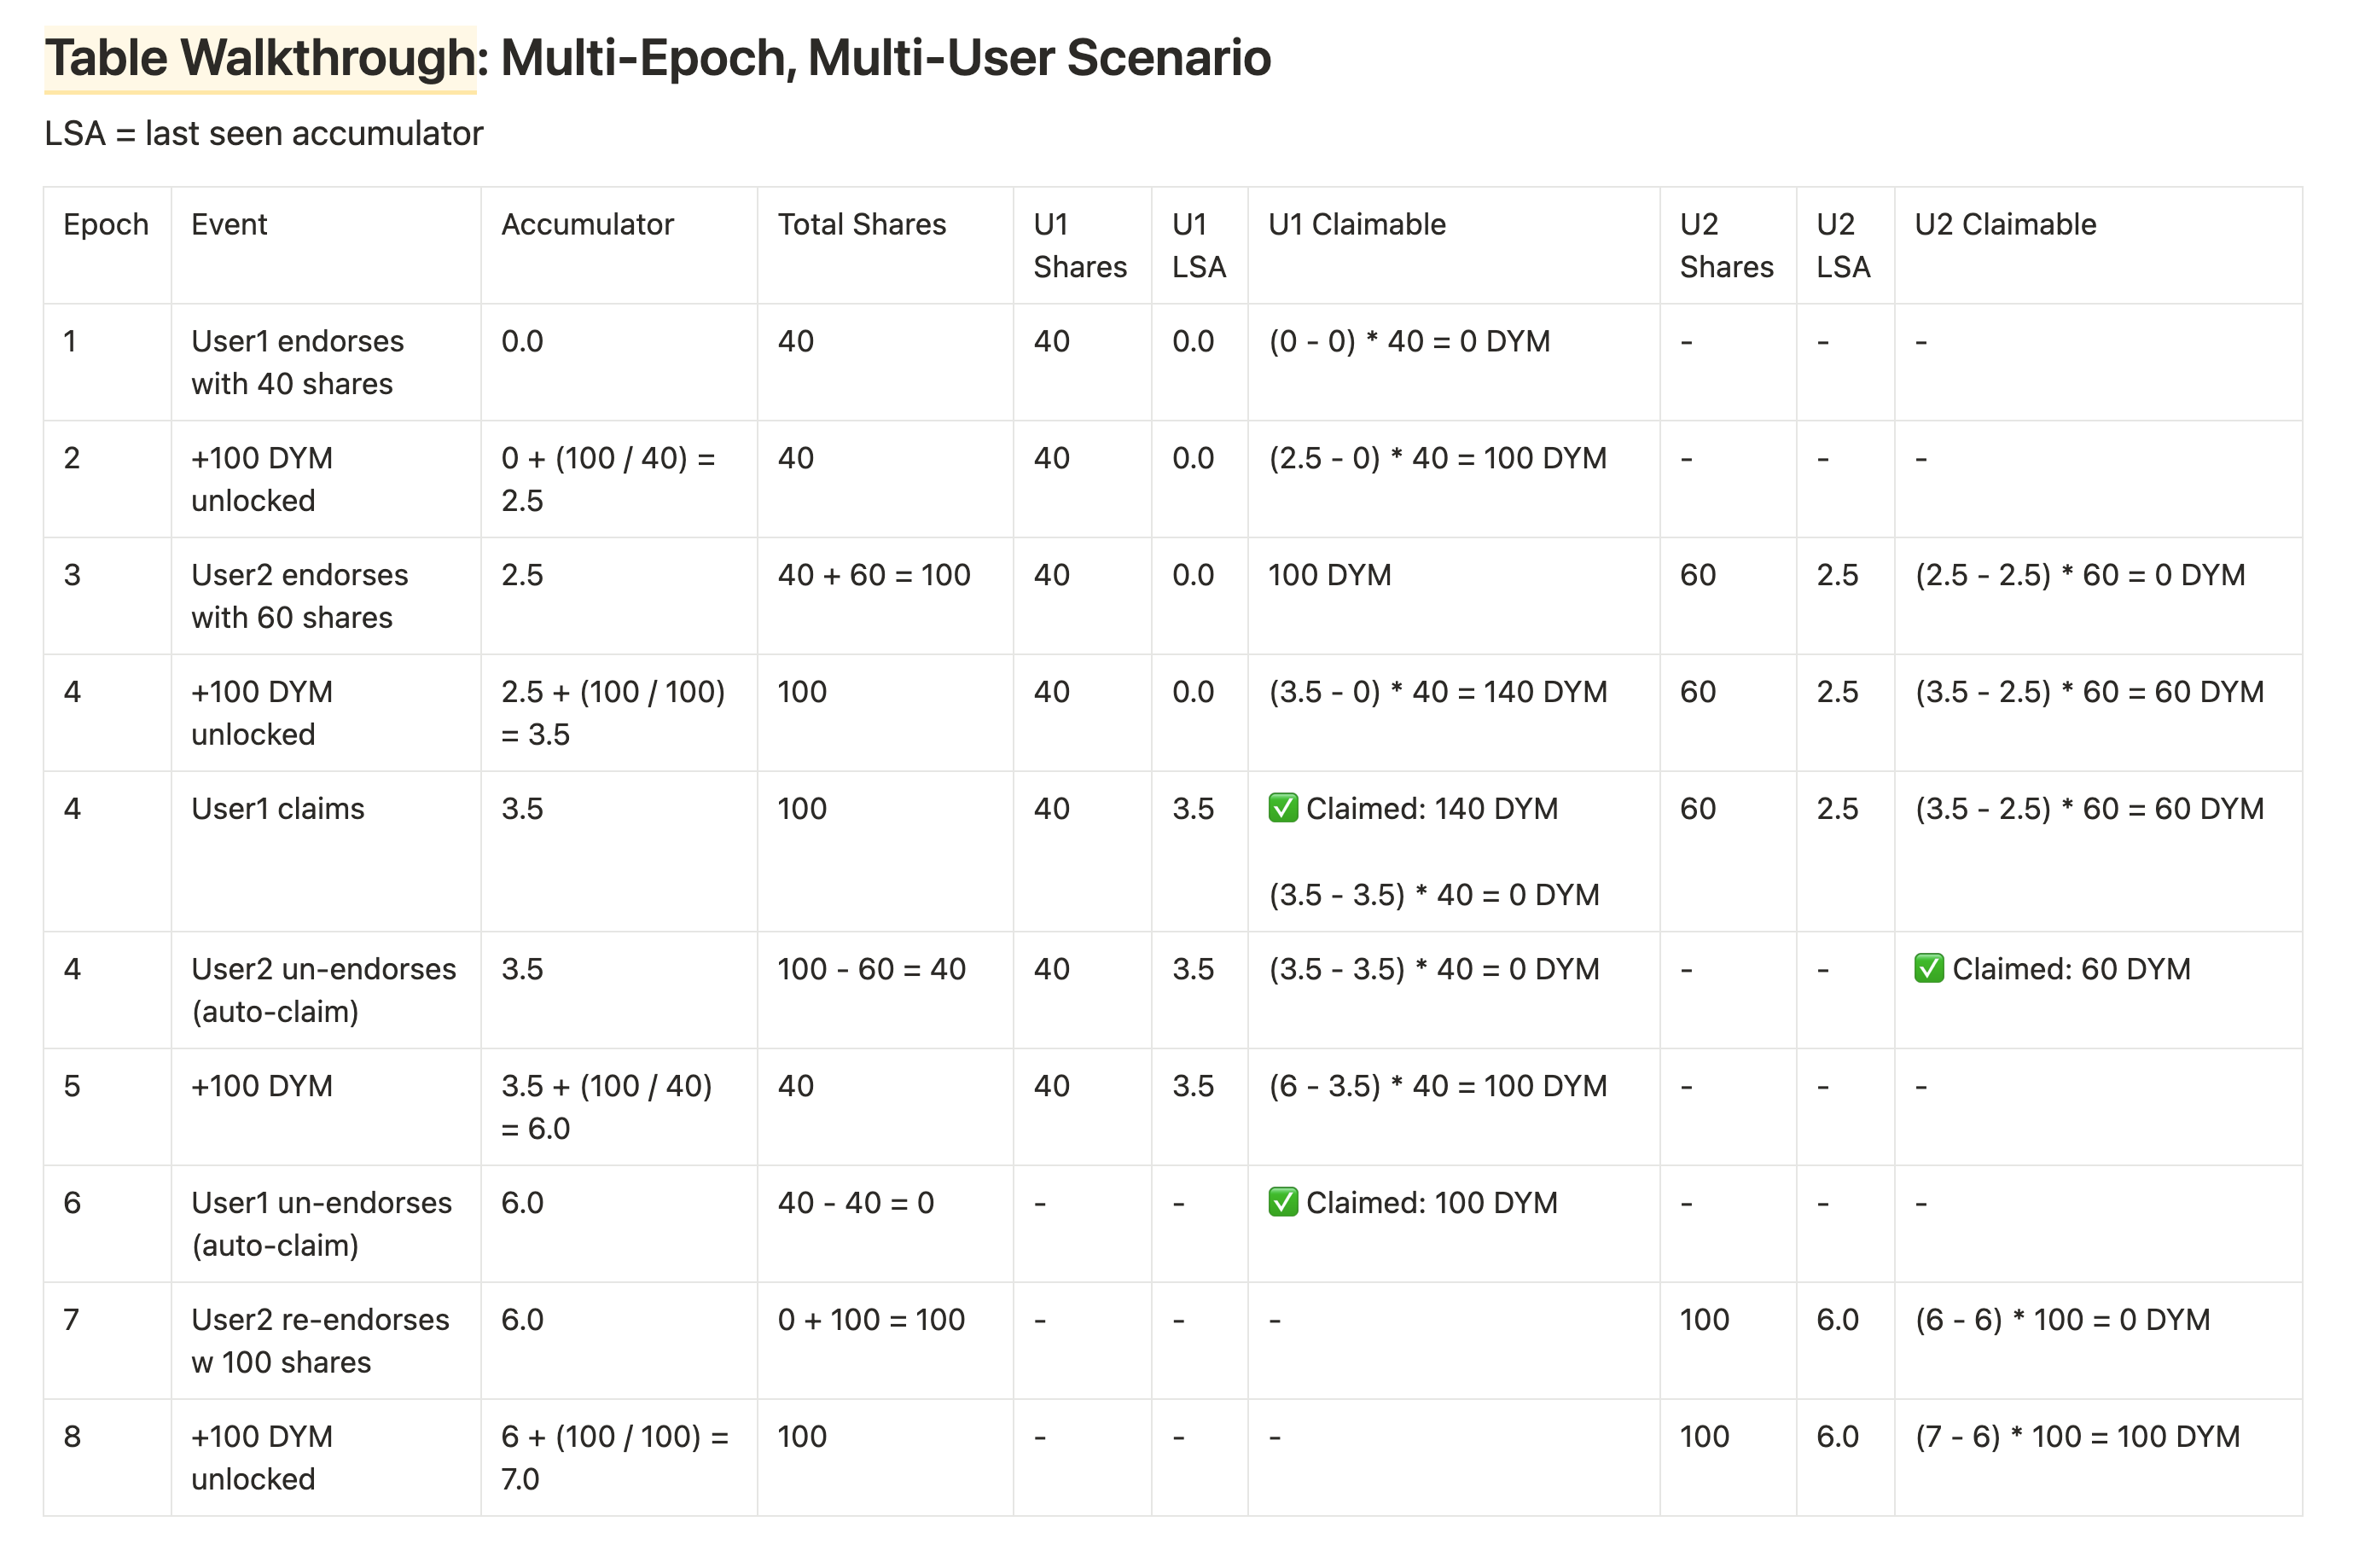 Table Walkthrough: Multi-Epoch, Multi-User Scenario
LSA = last seen accumulator
Epoch
Event
Accumulator
Total Shares
U1
Shares
U1
LSA
U1 Claimable
U2
Shares
U2
LSA
U2 Claimable
1
User1 endorses
with 40 shares
0.0
40
40
0.0
(0 - 0) * 40 = 0 DYM
-
-
-
2
+100 DYM
unlocked
0 + (100 / 40) =
2.5
40
40
0.0
(2.5 - 0) * 40 = 100 DYM
-
-
-
3
User2 endorses
with 60 shares
2.5
40 + 60 = 100
40
0.0
100 DYM
60
2.5
(2.5 - 2.5) * 60 = 0 DYM
4
+100 DYM
unlocked
2.5 + (100 / 100)
= 3.5
100
40
0.0
(3.5 - 0) * 40 = 140 DYM
60
2.5
(3.5 - 2.5) * 60 = 60 DYM
4
User1 claims
3.5
100
40
3.5
✅ Claimed: 140 DYM
(3.5 - 3.5) * 40 = 0 DYM
60
2.5
(3.5 - 2.5) * 60 = 60 DYM
4
User2 un-endorses
(auto-claim)
3.5
100 - 60 = 40
40
3.5
(3.5 - 3.5) * 40 = 0 DYM
-
-
✅ Claimed: 60 DYM
5
+100 DYM
3.5 + (100 / 40)
= 6.0
40
40
3.5
(6 - 3.5) * 40 = 100 DYM
-
-
-
6
User1 un-endorses
(auto-claim)
6.0
40 - 40 = 0
-
-
✅ Claimed: 100 DYM
-
-
-
7
User2 re-endorses
w 100 shares
6.0
0 + 100 = 100
-
-
-
100
6.0
(6 - 6) * 100 = 0 DYM
8
+100 DYM
unlocked
6 + (100 / 100) =
7.0
100
-
-
-
100
6.0
(7 - 6) * 100 = 100 DYM